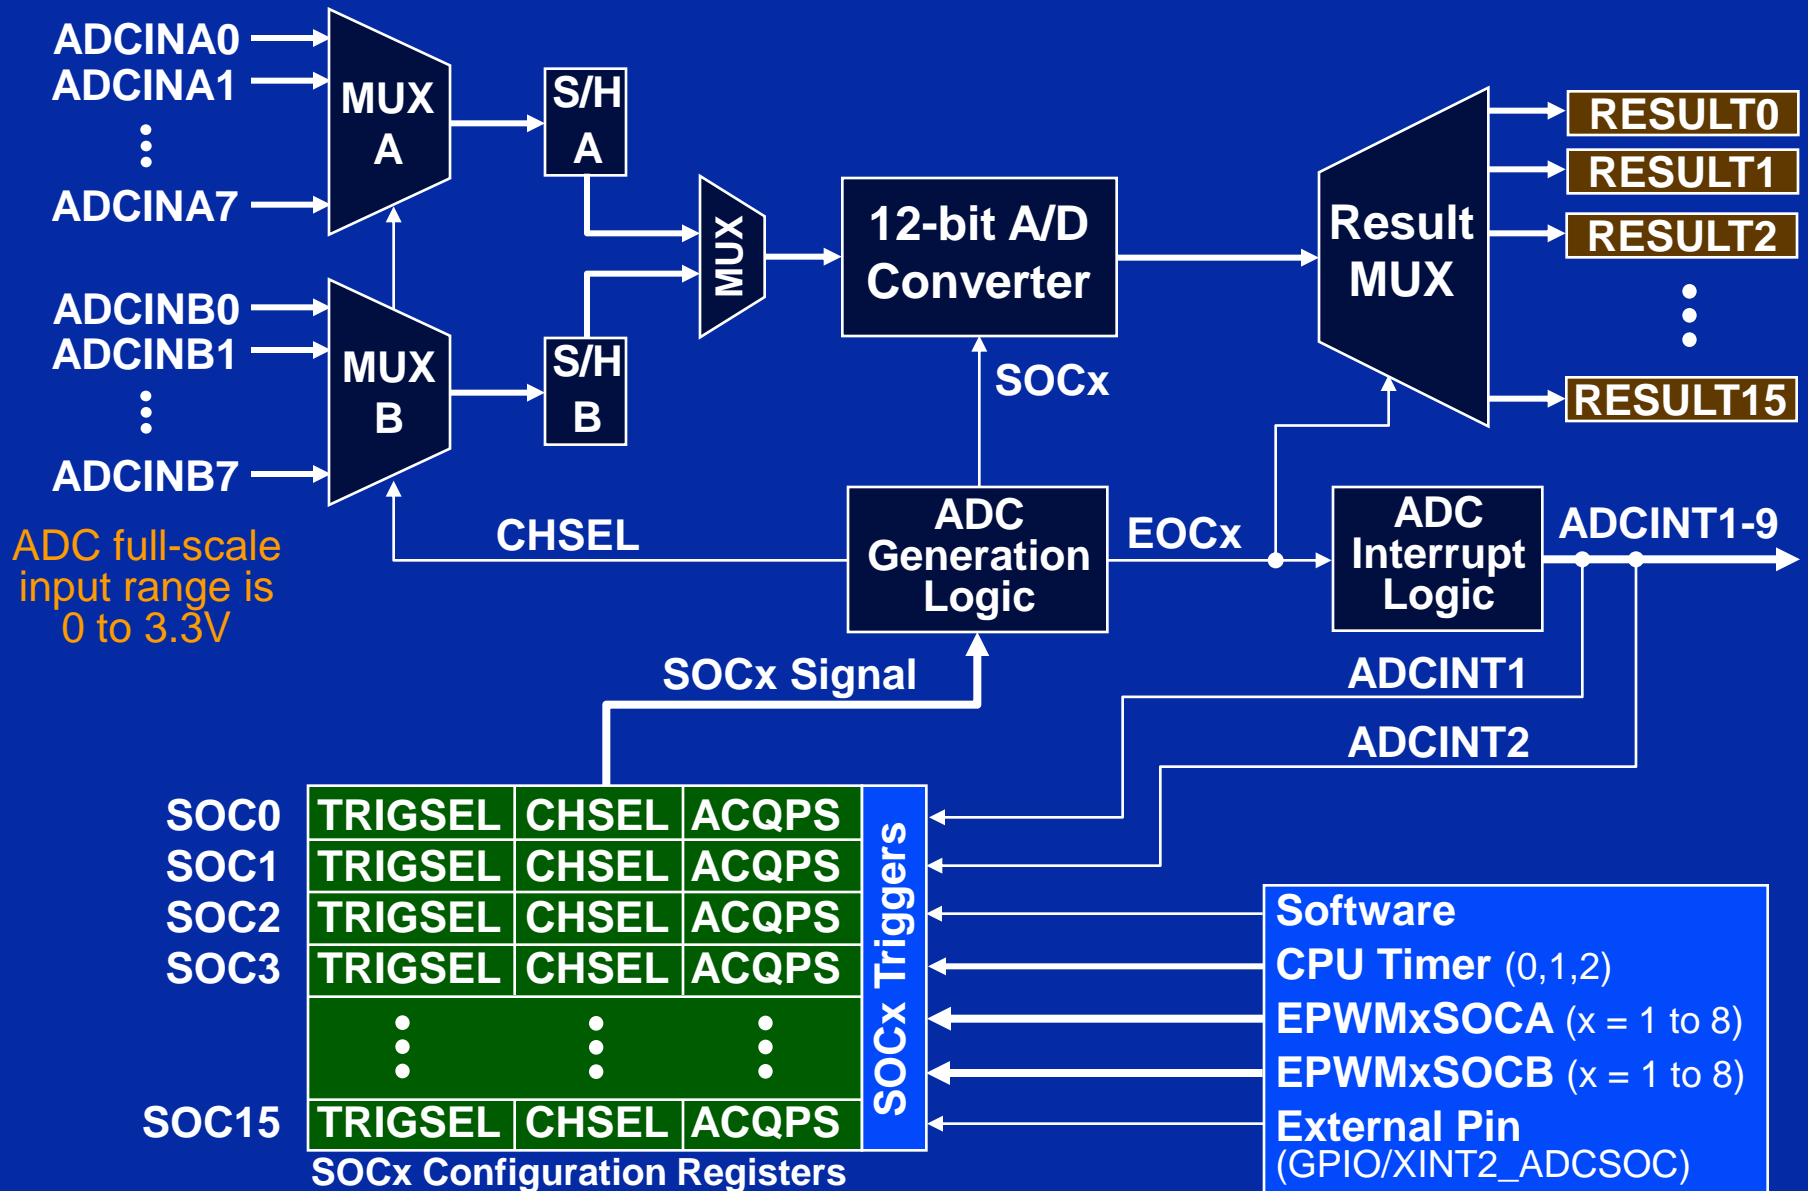 ADCINA0
ADCINA1
ADCINA7
MUX
A
S/H
A
ADCINB0
ADCINB1
ADCINB7
MUX
B
S/H
B
MUX
12-bit A/D
Converter
Result
MUX
RESULT0
RESULT1
RESULT2
RESULT15
SOCx
ADC full-scale
input range is
0 to 3.3V
CHSEL
ADC
Generation
Logic
EOCx
ADC
Interrupt
Logic
ADCINT1-9
SOCx Signal
ADCINT1
ADCINT2
SOC0 TRIGSEL CHSEL ACQPS
SOC1 TRIGSEL CHSEL ACQPS
SOC2 TRIGSEL CHSEL ACQPS
SOC3 TRIGSEL CHSEL ACQPS
SOC15 TRIGSEL CHSEL ACQPS
SOCx Configuration Registers
SOCx Triggers
Software
CPU Timer (0,1,2)
EPWMxSOCA (x = 1 to 8)
EPWMxSOCB (x = 1 to 8)
External Pin
(GPIO/XINT2_ADCSOC)